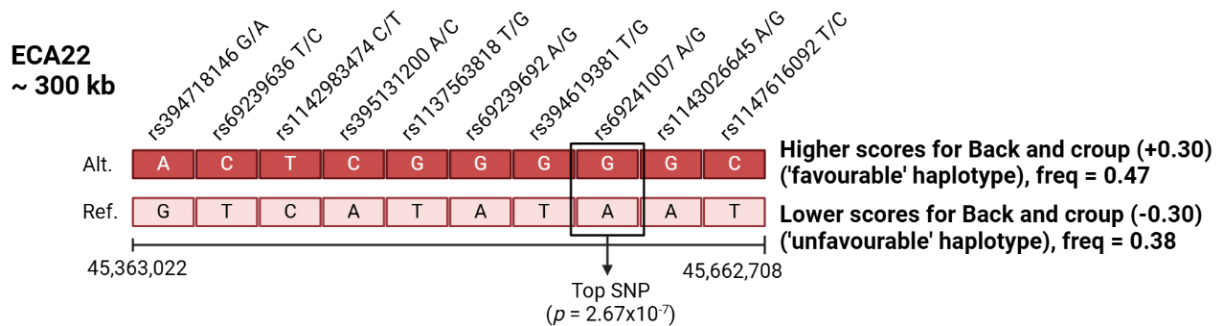 ECA22
~ 300 kb
rs394718146 G/A
rs69239636 T/C
rs1142983474 C/T
rs395131200 A/C
rs1137563818 T/G
rs69239692 A/G
rs394619381 T/G
rs69241007 A/G
rs1143026645 A/G
rs1147616092 T/C
Alt. A C T C G G G G G C
Higher scores for Back and croup (+0.30)
('favourable' haplotype), freq = 0.47
Ref. G T C A T A T A A T
Lower scores for Back and croup (-0.30)
('unfavourable' haplotype), freq = 0.38
45,363,022 45,662,708
Top SNP
(p = 2.67x10⁻⁷)